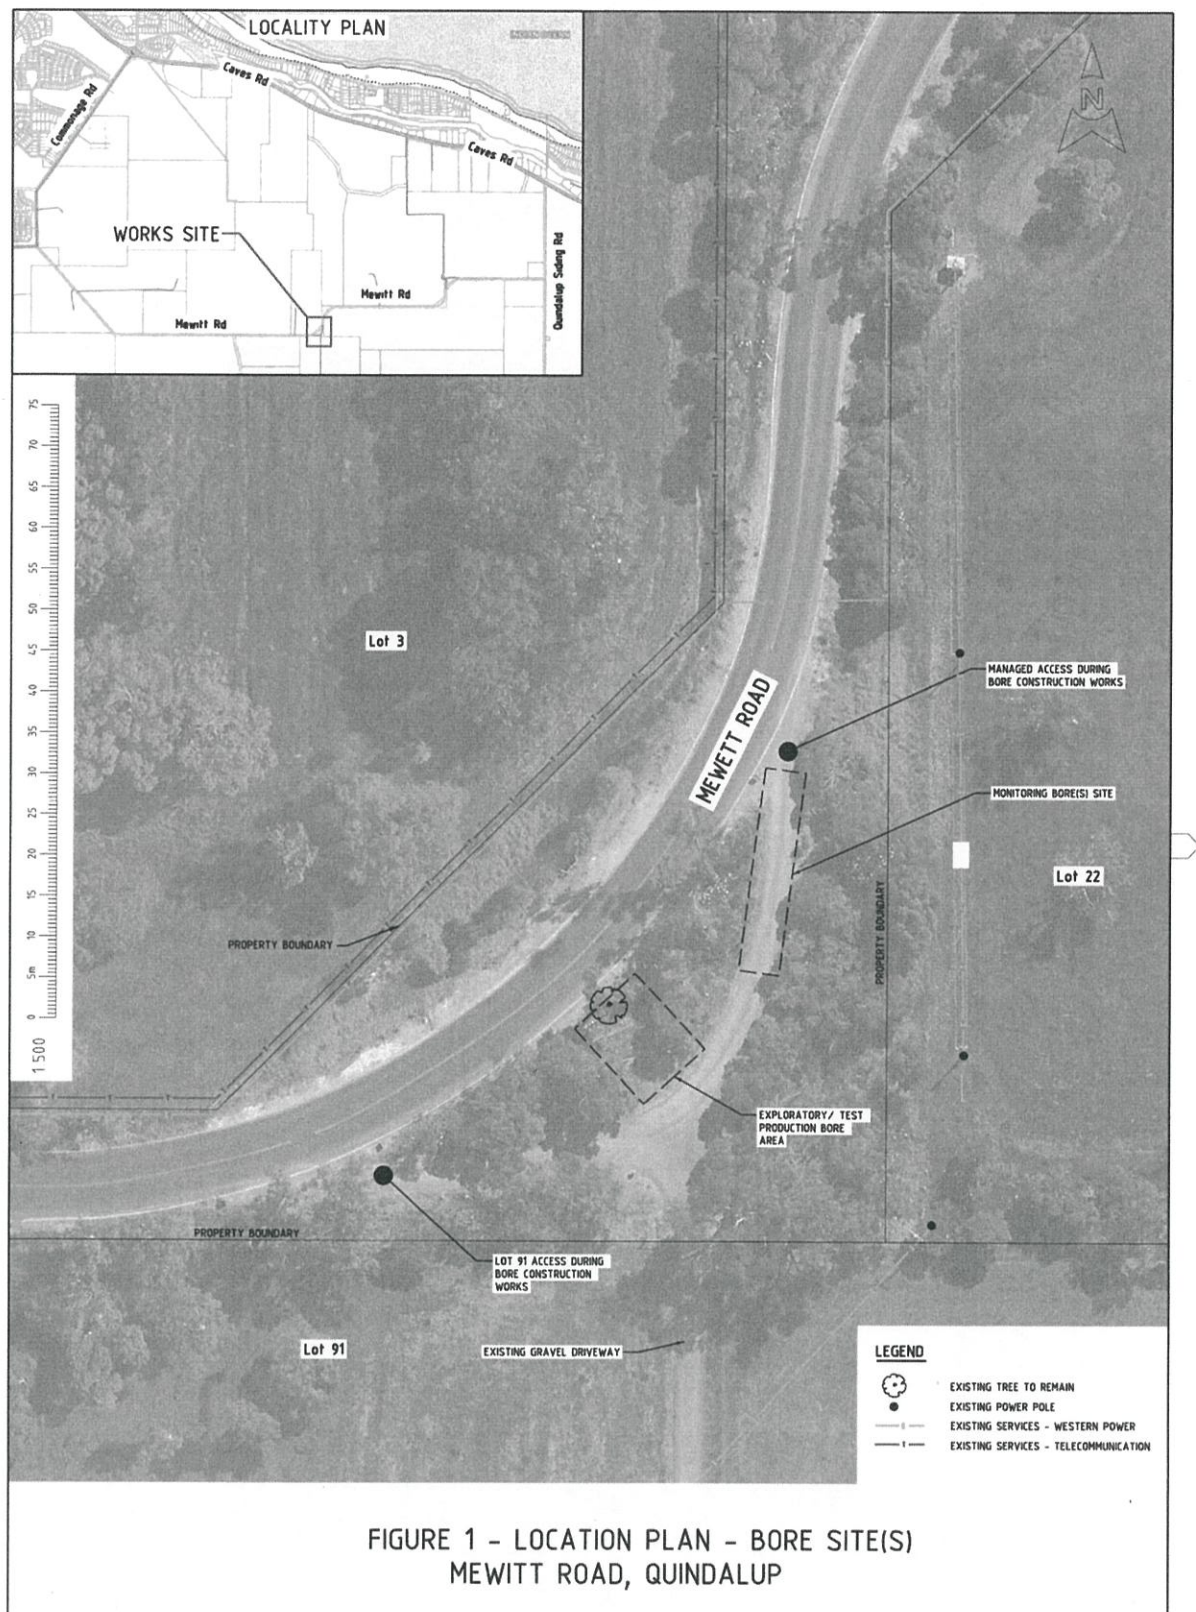 LOCALITY PLAN
INDIAN OCEAN
Caves Rd
Commonage Rd
Caves Rd
WORKS SITE
Quindalup Siding Rd
Mewitt Rd
Mewitt Rd
N
75
70
65
60
55
50
45
40
35
30
25
20
15
10
5m
0
1500
Lot 3
MANAGED ACCESS DURING
BORE CONSTRUCTION WORKS
MEWETT ROAD
MONITORING BORE(S) SITE
Lot 22
PROPERTY BOUNDARY
PROPERTY BOUNDARY
EXPLORATORY/ TEST
PRODUCTION BORE
AREA
PROPERTY BOUNDARY
LOT 91 ACCESS DURING
BORE CONSTRUCTION
WORKS
Lot 91
EXISTING GRAVEL DRIVEWAY
LEGEND
EXISTING TREE TO REMAIN
EXISTING POWER POLE
EXISTING SERVICES - WESTERN POWER
EXISTING SERVICES - TELECOMMUNICATION
FIGURE 1 - LOCATION PLAN - BORE SITE(S)
MEWITT ROAD, QUINDALUP